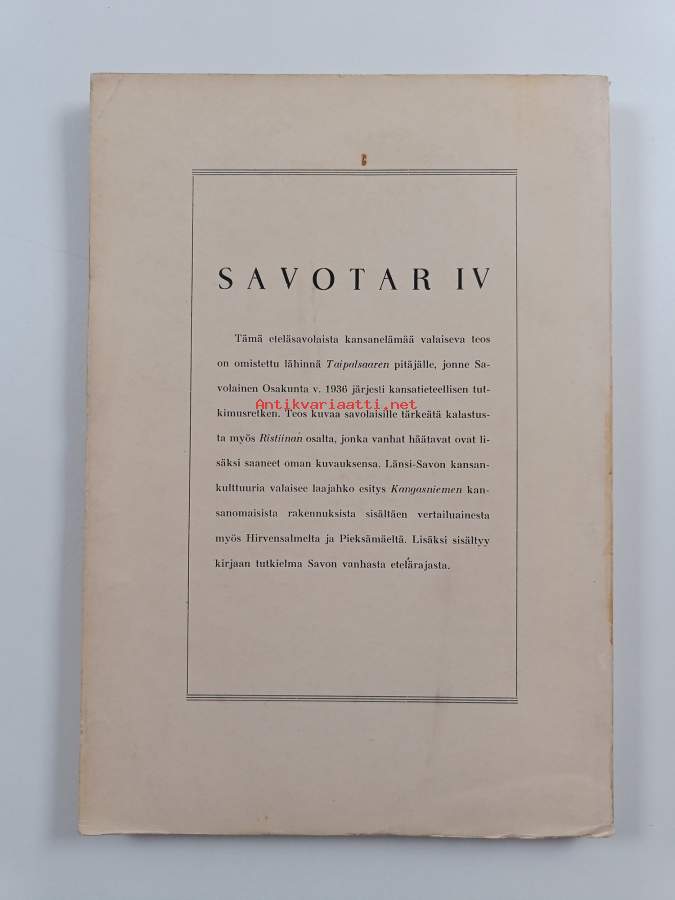 SAVOTAR IV
Tämä eteläsavolaista kansanelämää valaiseva teos
on omistettu lähinnä Taipalsaaren pitäjälle, jonne Sa-
volainen Osakunta v. 1936 järjesti kansatieteellisen tut-
Antikvariaatti.net
kimusretken. Teos kuvaa savolaisille tärkeätä kalastus-
ta myös Ristiinan osalta, jonka vanhat häätavat ovat li-
säksi saaneet oman kuvauksensa. Länsi-Savon kansan-
kulttuuria valaisee laajahko esitys Kangasniemen kan-
sanomaisista rakennuksista sisältäen vertailuainesta
myös Hirvensalmelta ja Pieksämäeltä. Lisäksi sisältyy
kirjaan tutkielma Savon vanhasta etelärajasta.